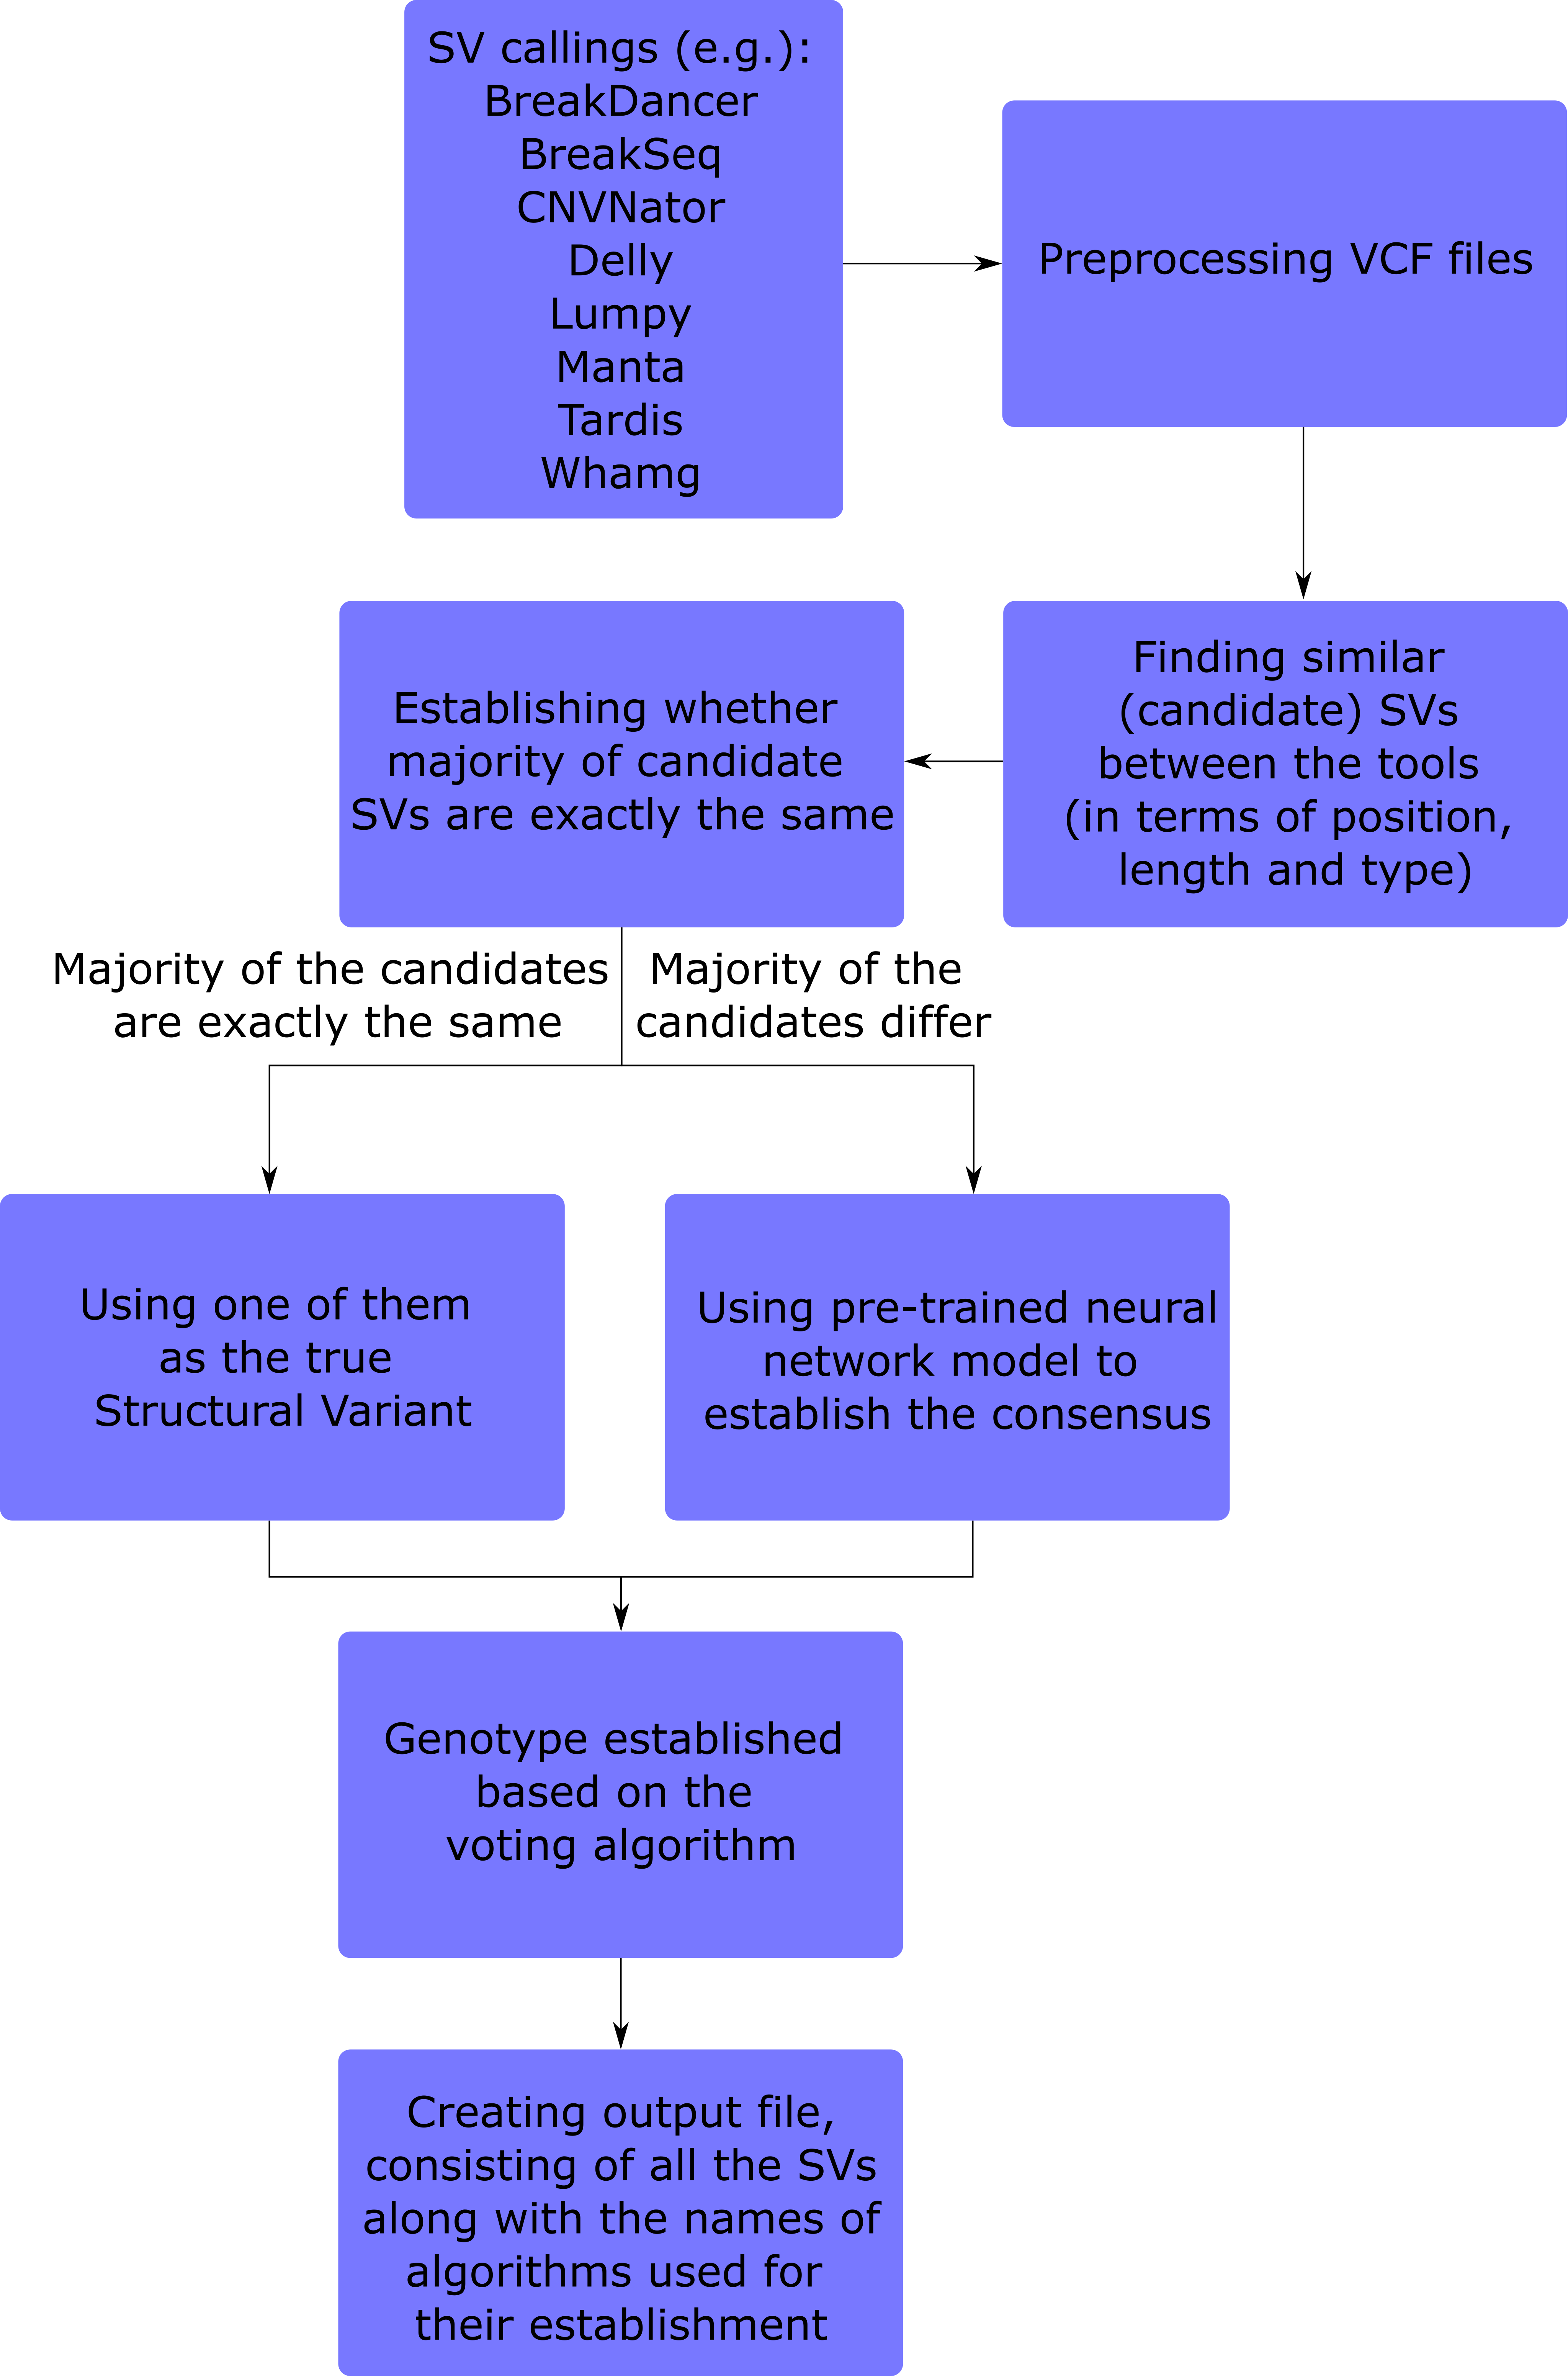 SV callings (e.g.):
BreakDancer
BreakSeq
CNVNator
Delly
Lumpy
Manta
Tardis
Whamg
Preprocessing VCF files
Finding similar
(candidate) SVs
between the tools
(in terms of position,
length and type)
Establishing whether
majority of candidate
SVs are exactly the same
Majority of the candidates
are exactly the same
Majority of the
candidates differ
Using one of them
as the true
Structural Variant
Using pre-trained neural
network model to
establish the consensus
Genotype established
based on the
voting algorithm
Creating output file,
consisting of all the SVs
along with the names of
algorithms used for
their establishment